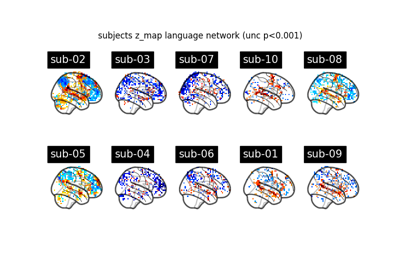 subjects z_map language network (unc p<0.001)
sub-02 sub-03 sub-07 sub-10 sub-08
sub-05 sub-04 sub-06 sub-01 sub-09